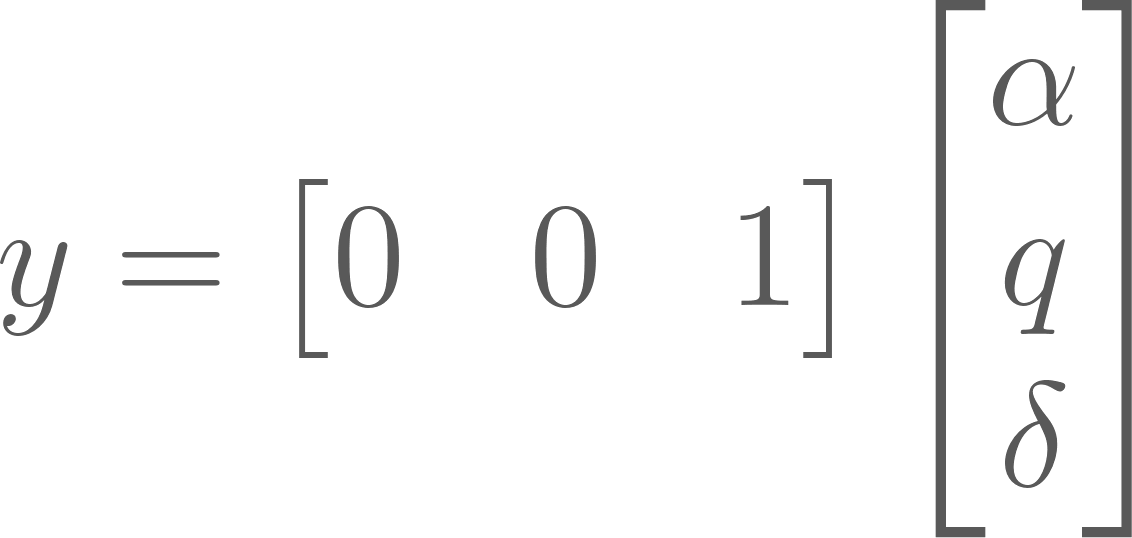 y = [0 0 1] [α q δ]